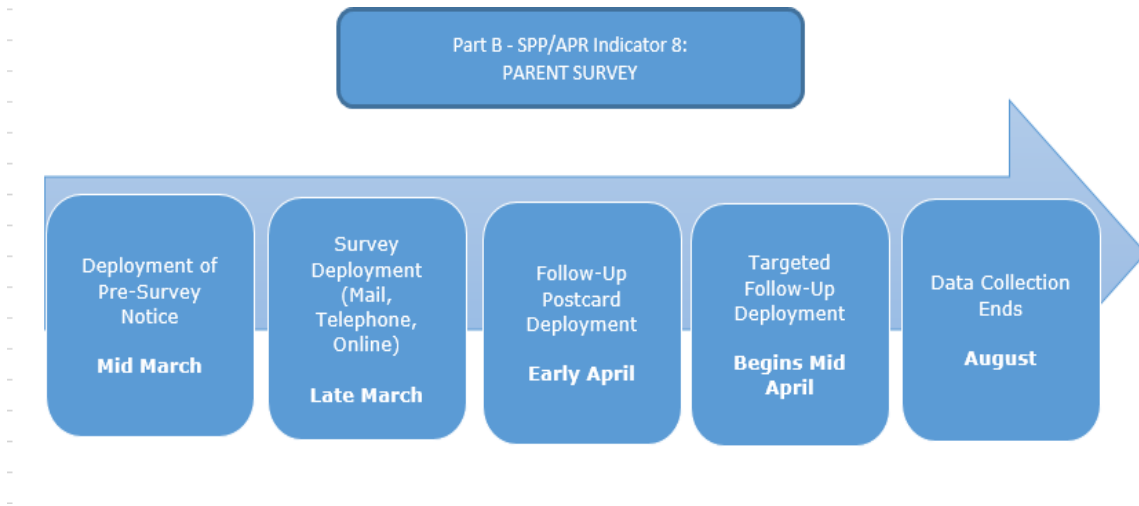 Part B - SPP/APR Indicator 8:
PARENT SURVEY
Deployment of
Pre-Survey
Notice
Mid March
Survey
Deployment
(Mail,
Telephone,
Online)
Late March
Follow-Up
Postcard
Deployment
Early April
Targeted
Follow-Up
Deployment
Begins Mid
April
Data Collection
Ends
August